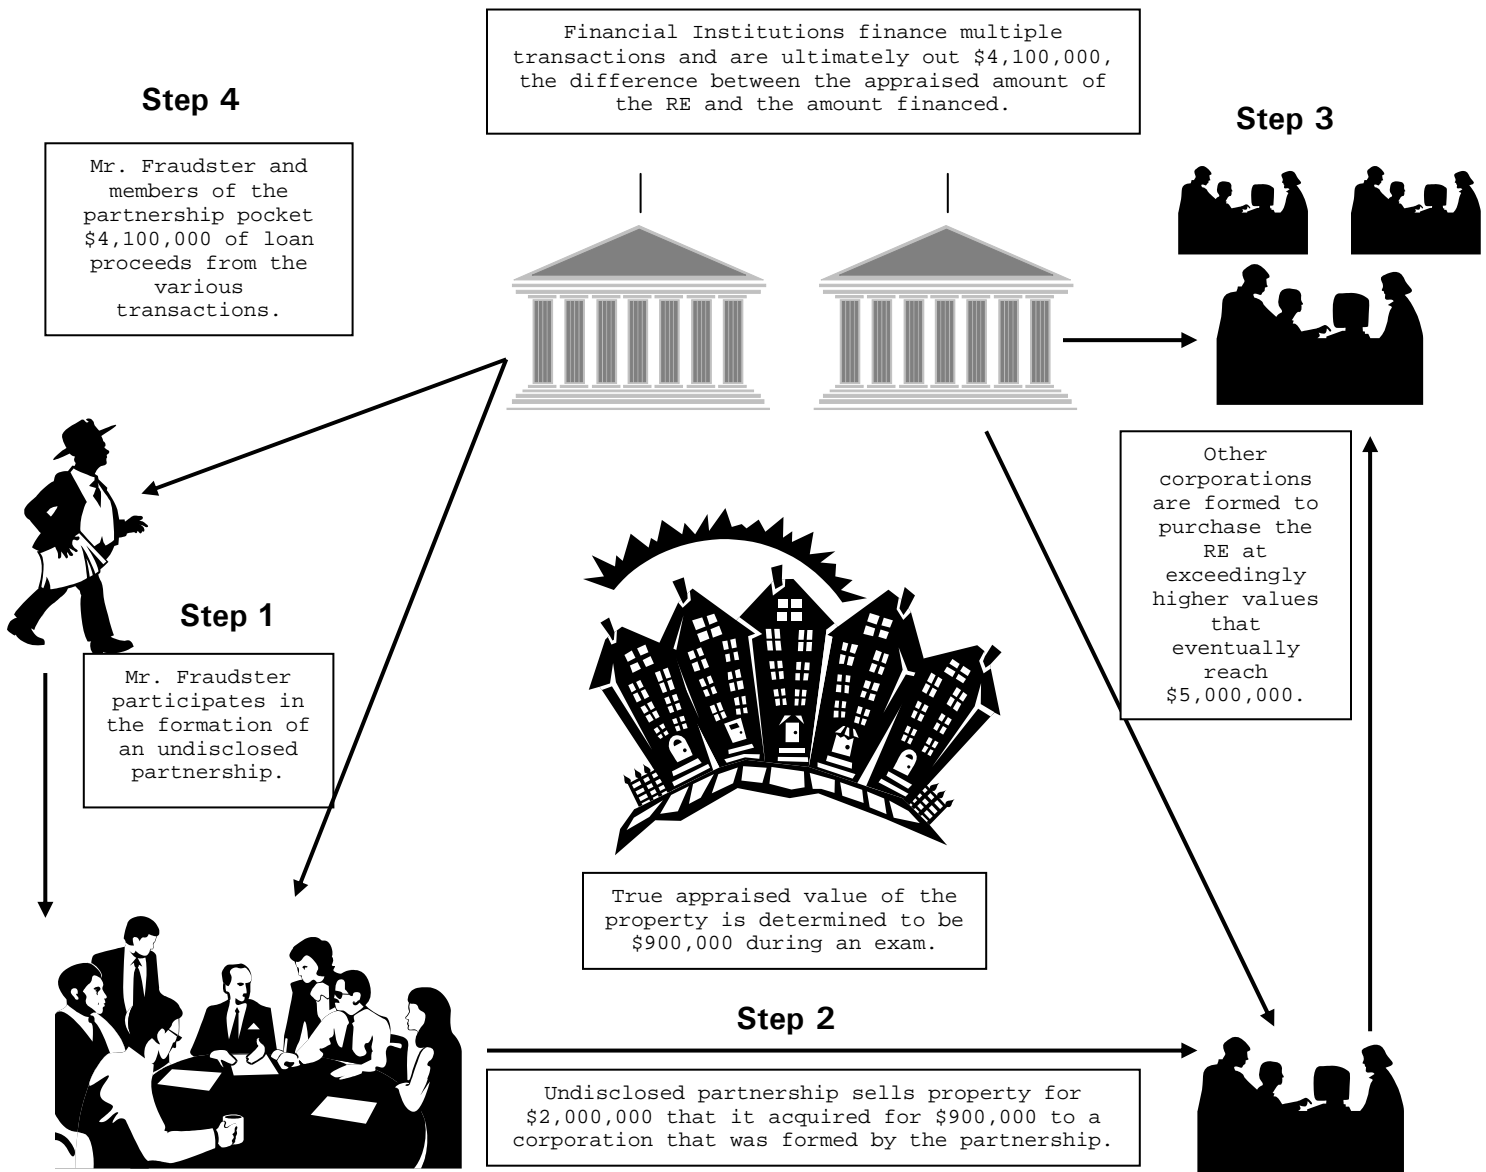 Financial Institutions finance multiple
transactions and are ultimately out $4,100,000,
the difference between the appraised amount of
the RE and the amount financed.
Step 4
Mr. Fraudster and
members of the
partnership pocket
$4,100,000 of loan
proceeds from the
various
transactions.
Step 3
Other
corporations
are formed to
purchase the
RE at
exceedingly
higher values
that
eventually
reach
$5,000,000.
Step 1
Mr. Fraudster
participates in
the formation of
an undisclosed
partnership.
True appraised value of the
property is determined to be
$900,000 during an exam.
Step 2
Undisclosed partnership sells property for
$2,000,000 that it acquired for $900,000 to a
corporation that was formed by the partnership.